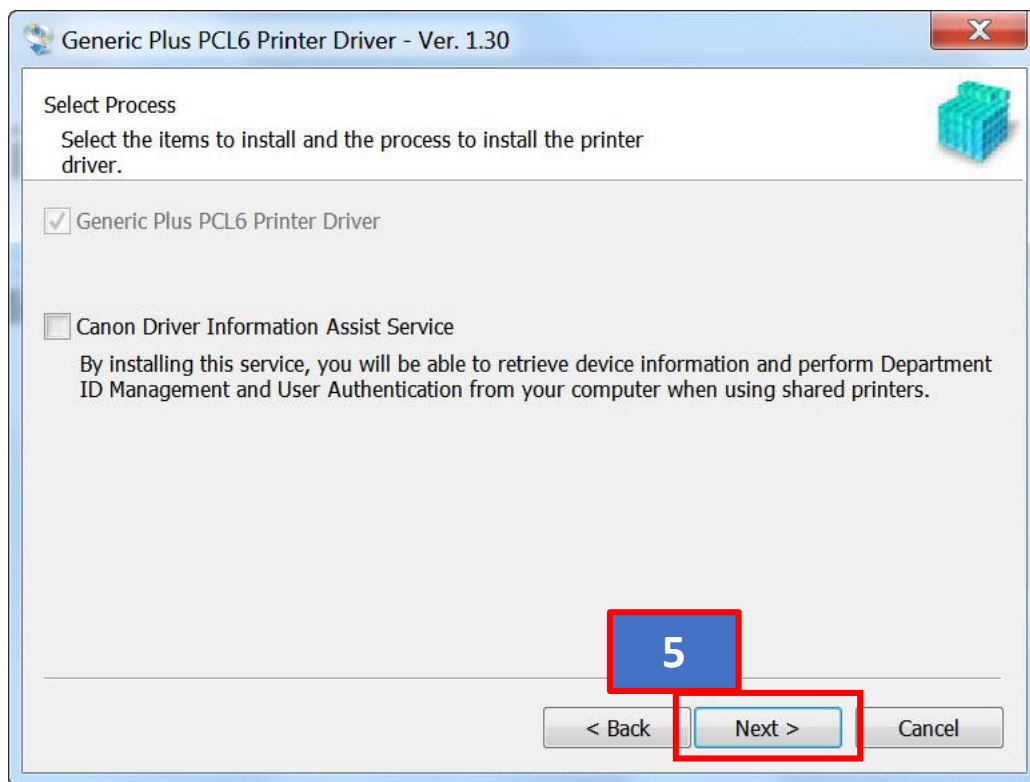 Generic Plus PCL6 Printer Driver - Ver. 1.30
Select Process
Select the items to install and the process to install the printer
driver.
Generic Plus PCL6 Printer Driver
Canon Driver Information Assist Service
By installing this service, you will be able to retrieve device information and perform Department
ID Management and User Authentication from your computer when using shared printers.
5
< Back Next > Cancel